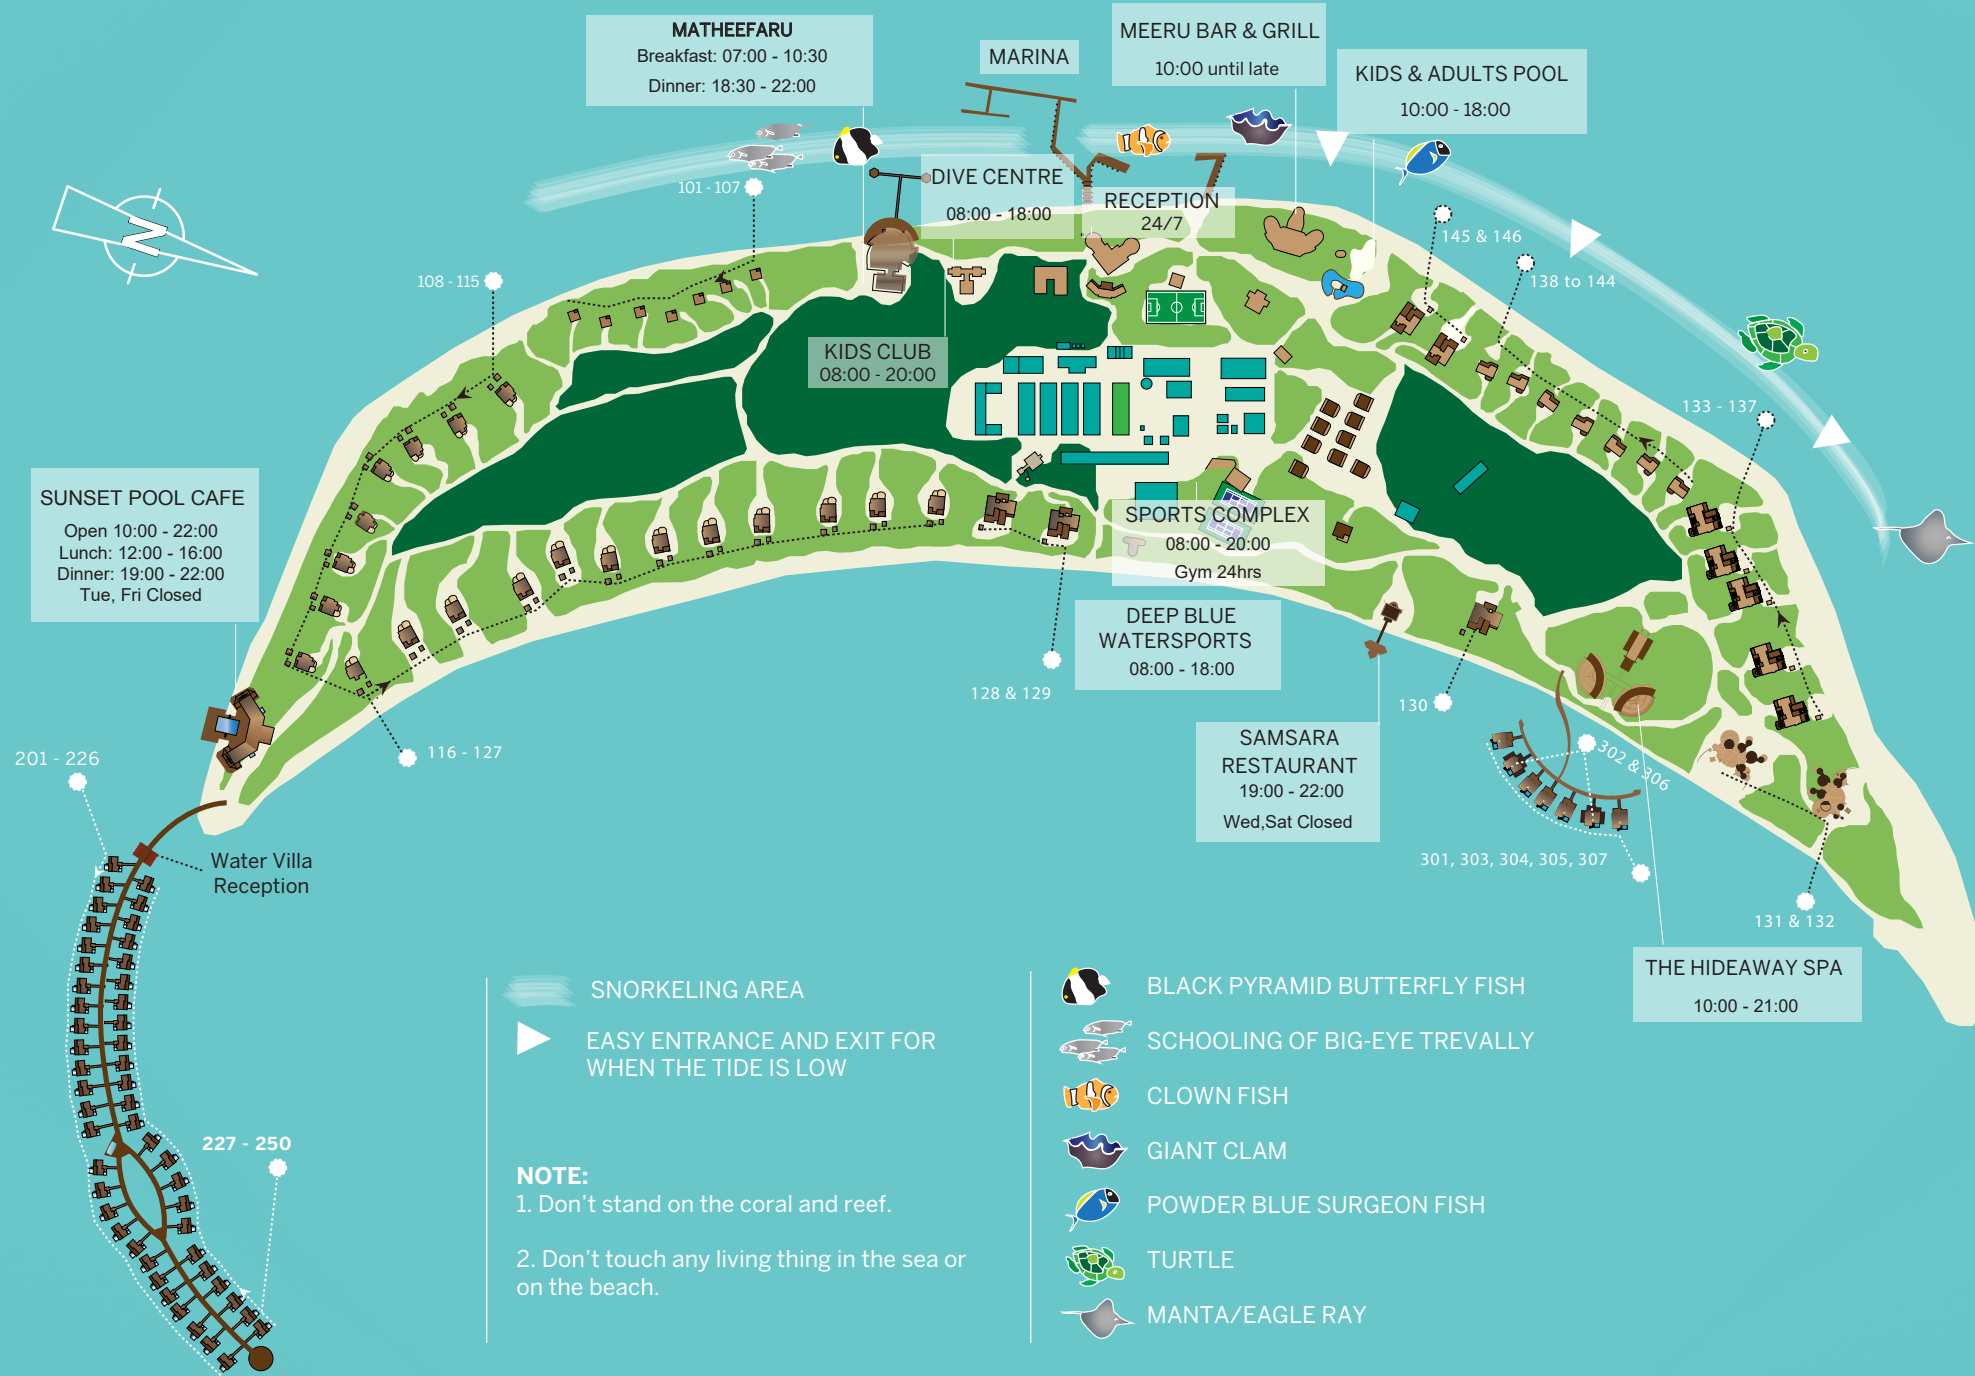 MATHEEFARU
Breakfast: 07:00 - 10:30
Dinner: 18:30 - 22:00
MARINA
MEERU BAR & GRILL
10:00 until late
KIDS & ADULTS POOL
10:00 - 18:00
101 - 107
DIVE CENTRE
08:00 - 18:00
RECEPTION
24/7
N
145 & 146
138 to 144
108 - 115
KIDS CLUB
08:00 - 20:00
133 - 137
SUNSET POOL CAFE
Open 10:00 - 22:00
Lunch: 12:00 - 16:00
Dinner: 19:00 - 22:00
Tue, Fri Closed
SPORTS COMPLEX
08:00 - 20:00
Gym 24hrs
DEEP BLUE
WATERSPORTS
08:00 - 18:00
128 & 129
130
116 - 127
201 - 226
SAMSARA
RESTAURANT
19:00 - 22:00
Wed,Sat Closed
302 & 306
301, 303, 304, 305, 307
131 & 132
Water Villa
Reception
THE HIDEAWAY SPA
10:00 - 21:00
227 - 250
SNORKELING AREA
EASY ENTRANCE AND EXIT FOR
WHEN THE TIDE IS LOW
NOTE:
1. Don't stand on the coral and reef.
2. Don't touch any living thing in the sea or
on the beach.
BLACK PYRAMID BUTTERFLY FISH
SCHOOLING OF BIG-EYE TREVALLY
CLOWN FISH
GIANT CLAM
POWDER BLUE SURGEON FISH
TURTLE
MANTA/EAGLE RAY